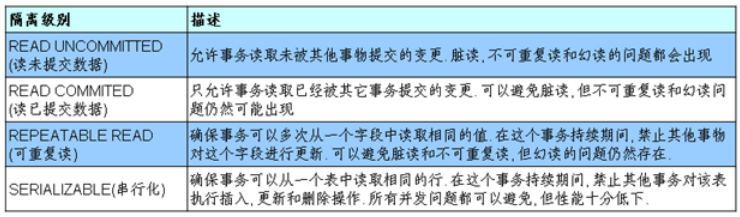 隔离级别 描述
READ UNCOMMITTED
(读未提交数据)
允许事务读取未被其他事物提交的变更.脏读,不可重复读和幻读的问题都会出现
READ COMMITED
(读已提交数据)
只允许事务读取已经被其它事务提交的变更.可以避免脏读,但不可重复读和幻读问
题仍然可能出现
REPEATABLE READ
(可重复读)
确保事务可以多次从一个字段中读取相同的值.在这个事务持续期间,禁止其他事物
对这个字段进行更新.可以避免脏读和不可重复读,但幻读的问题仍然存在.
SERIALIZABLE(串行化)
确保事务可以从一个表中读取相同的行.在这个事务持续期间,禁止其他事务对该表
执行插入,更新和删除操作.所有并发问题都可以避免,但性能十分低下.